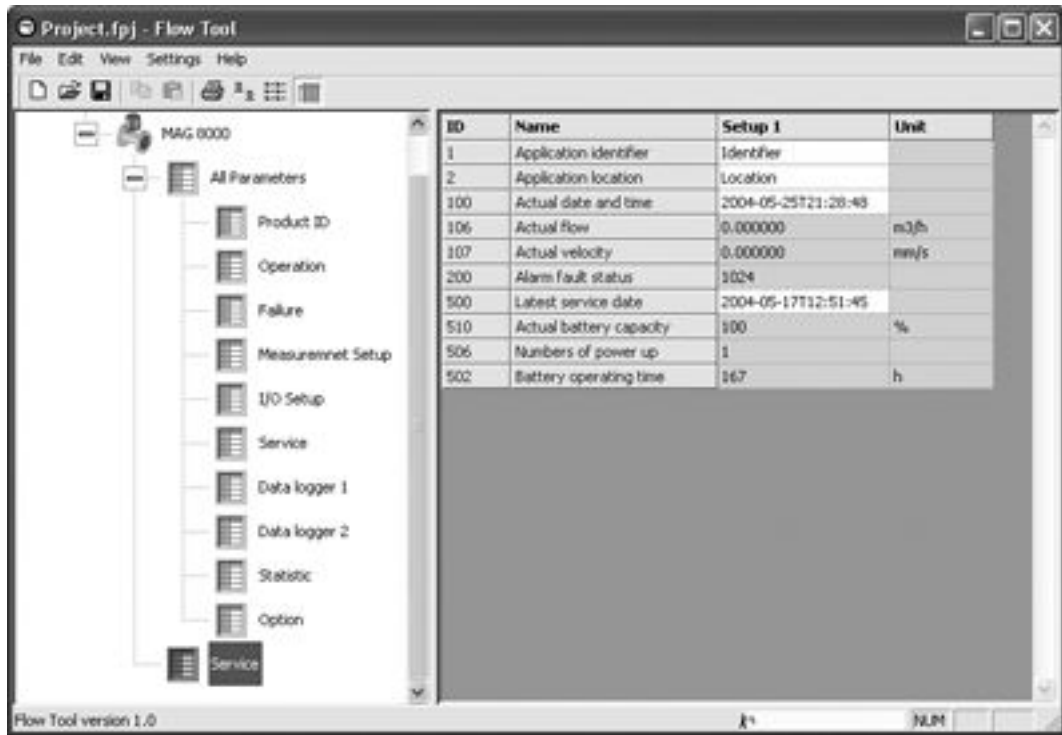 Project.fpj - Flow Tool
File Edit View Settings Help
MAG 8000
All Parameters
Product ID
Operation
Failure
Measuremnet Setup
I/O Setup
Service
Data logger 1
Data logger 2
Statistic
Option
Service
ID Name Setup 1 Unit
1 Application identifier Identifier
2 Application location Location
100 Actual date and time 2004-05-25T21:28:48
106 Actual flow 0.000000 m3/h
107 Actual velocity 0.000000 mm/s
200 Alarm fault status 1024
500 Latest service date 2004-05-17T12:51:45
510 Actual battery capacity 100 %
506 Numbers of power up 1
502 Battery operating time 167 h
Flow Tool version 1.0 NUM